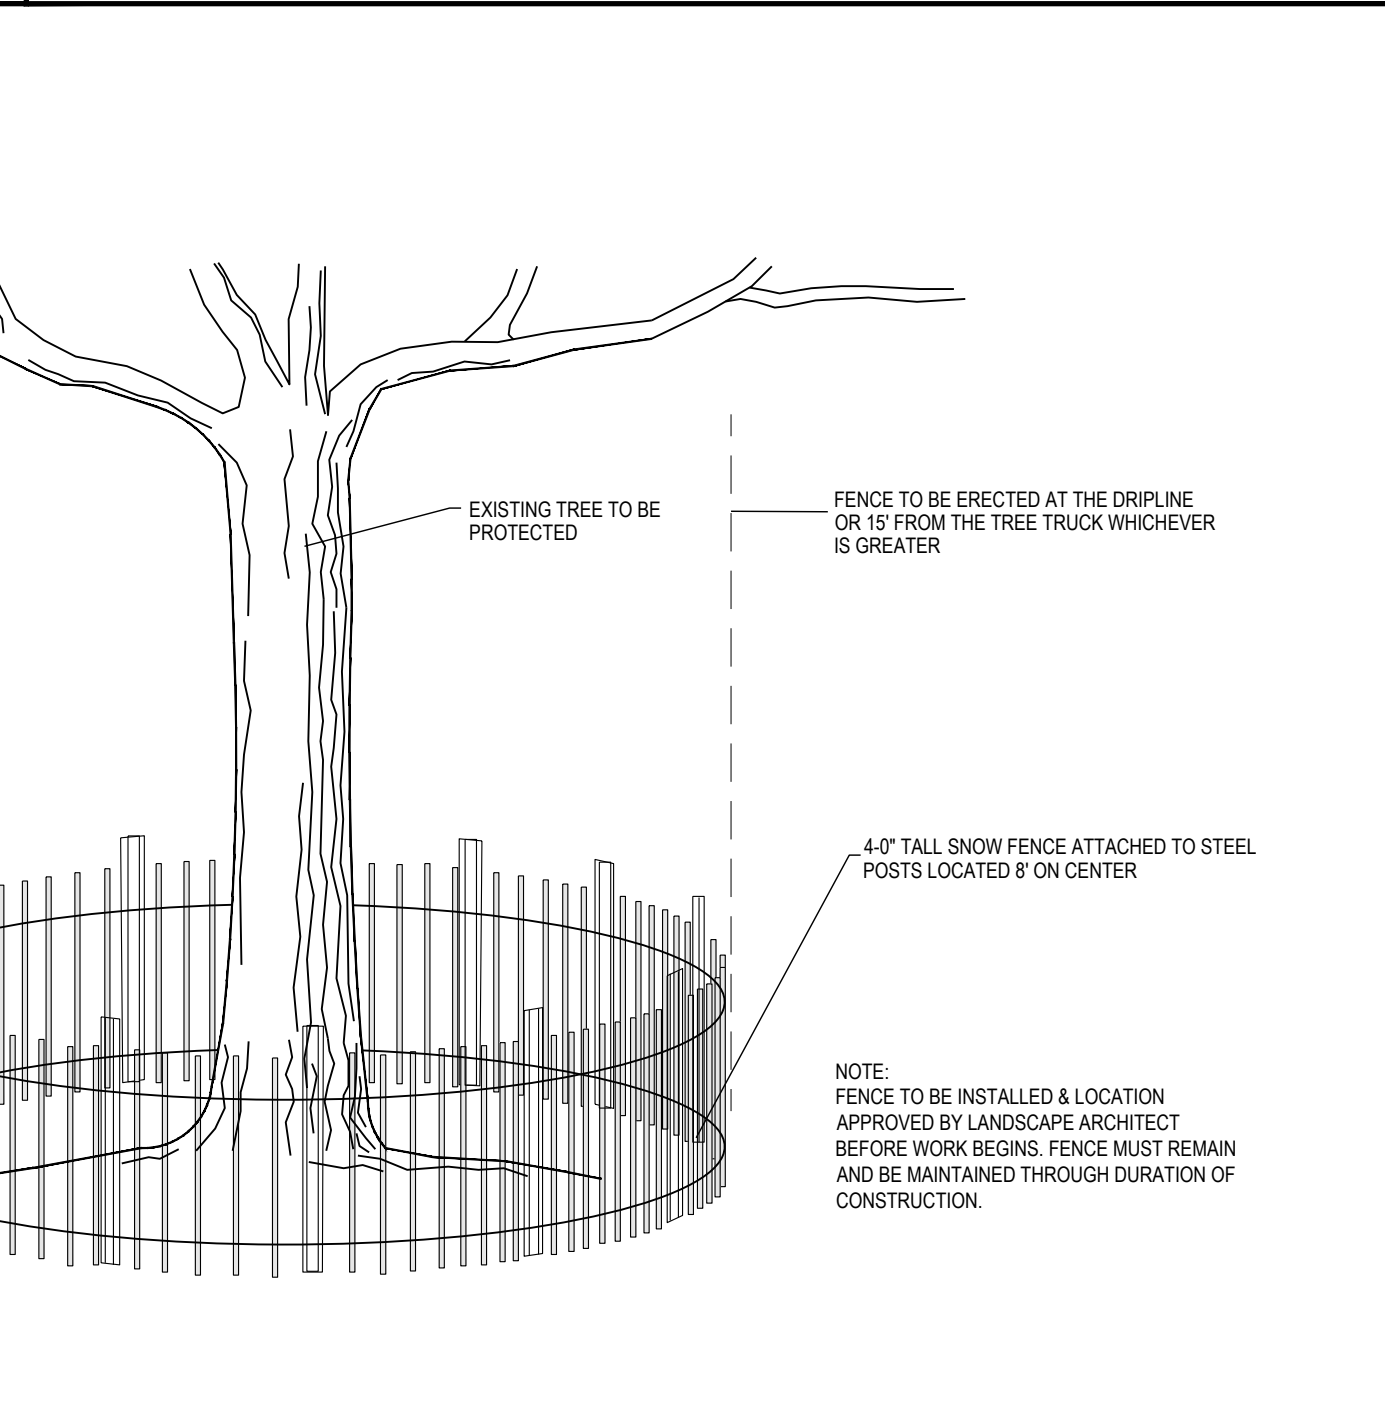 EXISTING TREE TO BE
PROTECTED
FENCE TO BE ERECTED AT THE DRIPLINE
OR 15' FROM THE TREE TRUCK WHICHEVER
IS GREATER
4-0" TALL SNOW FENCE ATTACHED TO STEEL
POSTS LOCATED 8' ON CENTER
NOTE:
FENCE TO BE INSTALLED & LOCATION
APPROVED BY LANDSCAPE ARCHITECT
BEFORE WORK BEGINS. FENCE MUST REMAIN
AND BE MAINTAINED THROUGH DURATION OF
CONSTRUCTION.